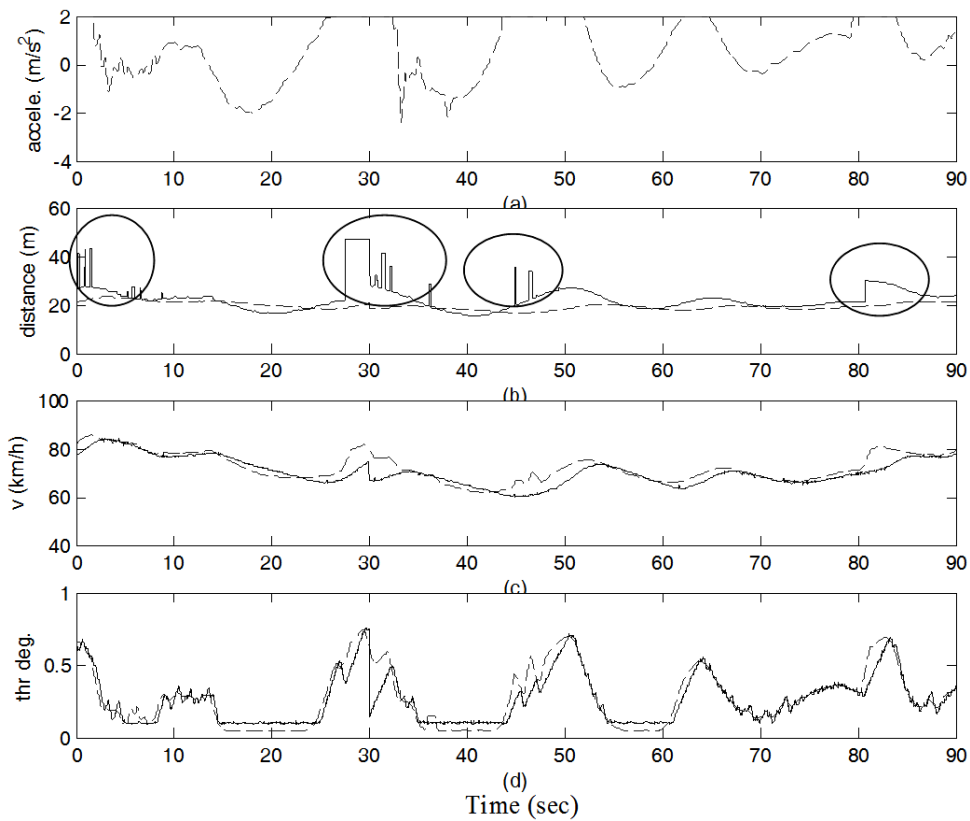 accele. (m/s²)
2
0
-2
-4
0 10 20 30 40 50 60 70 80 90
(a)
distance (m)
60
40
20
0
0 10 20 30 40 50 60 70 80 90
(b)
v (km/h)
100
80
60
40
0 10 20 30 40 50 60 70 80 90
(c)
thr deg.
1
0.5
0
0 10 20 30 40 50 60 70 80 90
(d)
Time (sec)